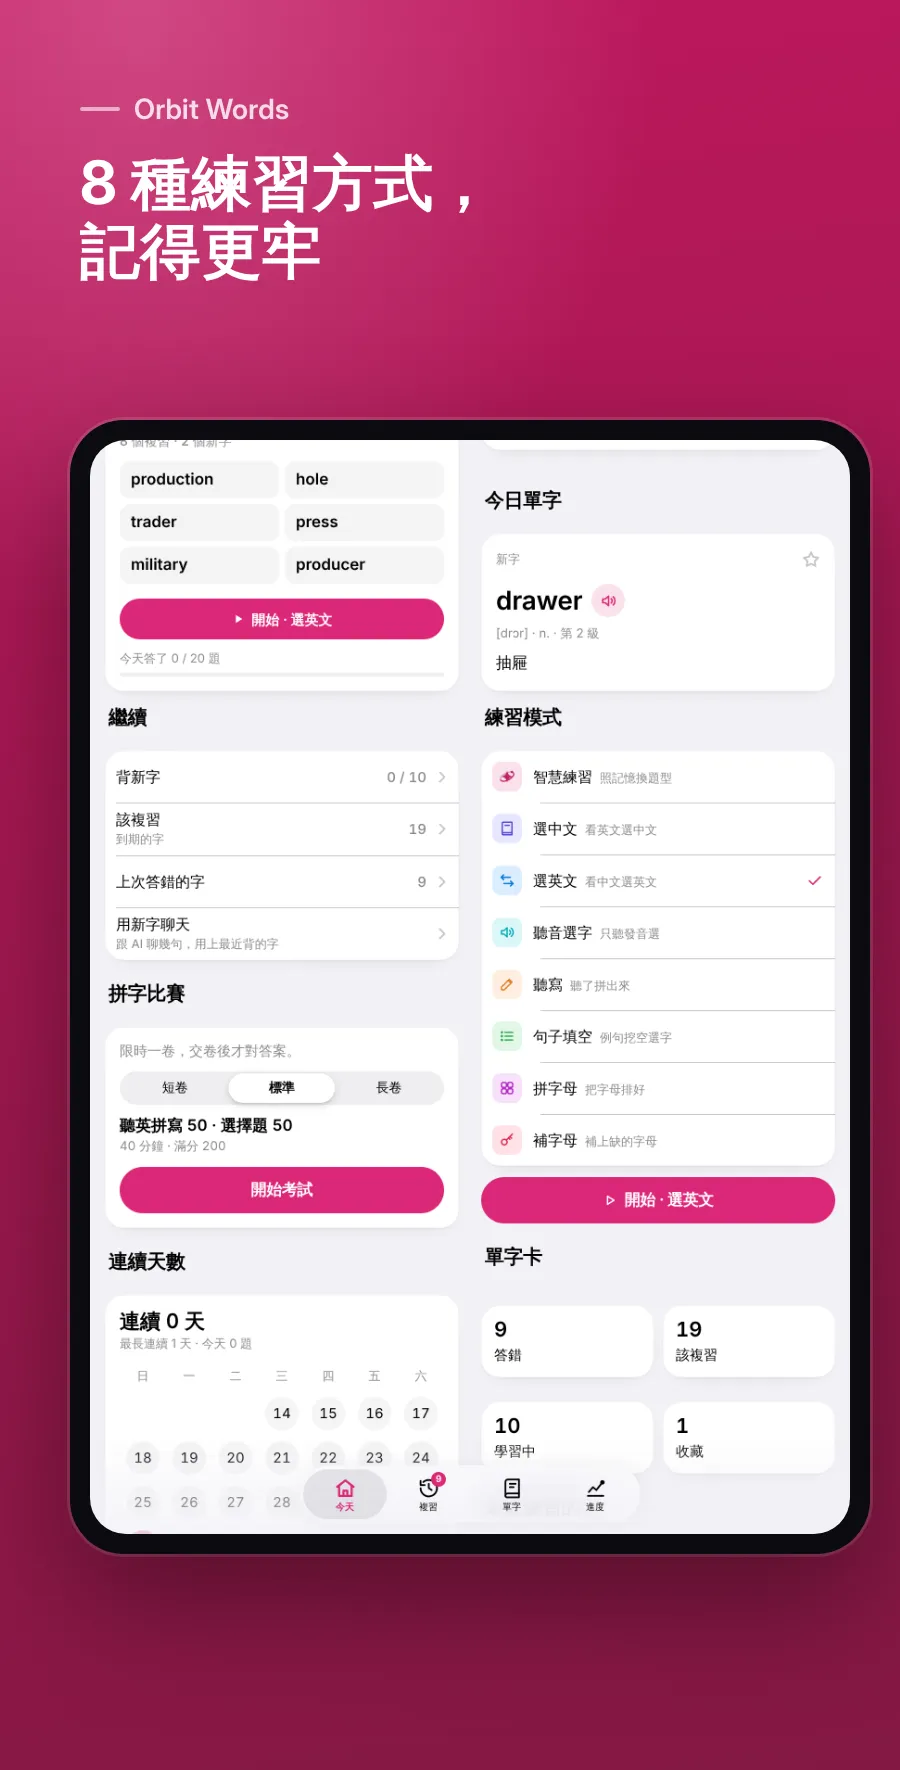 Orbit Words
8 種練習方式，
記得更牢
8 個複習 · 2 個新字
production
hole
trader
press
military
producer
開始 · 選英文
今天答了 0 / 20 題
繼續
背新字
0 / 10
該複習
到期的字
19
上次答錯的字
9
用新字聊天
跟 AI 聊幾句，用上最近背的字
拼字比賽
限時一卷，交卷後才對答案。
短卷
標準
長卷
聽英拼寫 50 · 選擇題 50
40 分鐘 · 滿分 200
開始考試
連續天數
連續 0 天
最長連續 1 天 · 今天 0 題
日 一 二 三 四 五 六
14 15 16 17
18 19 20 21 22 23 24
25 26 27 28
今日單字
新字
drawer
[drɔr] · n. · 第 2 級
抽屜
練習模式
智慧練習 照記憶換題型
選中文 看英文選中文
選英文 看中文選英文
聽音選字 只聽發音選
聽寫 聽了拼出來
句子填空 例句挖空選字
拼字母 把字母排好
補字母 補上缺的字母
開始 · 選英文
單字卡
9
答錯
19
該複習
10
學習中
1
收藏
今天
9
複習
單字
進度